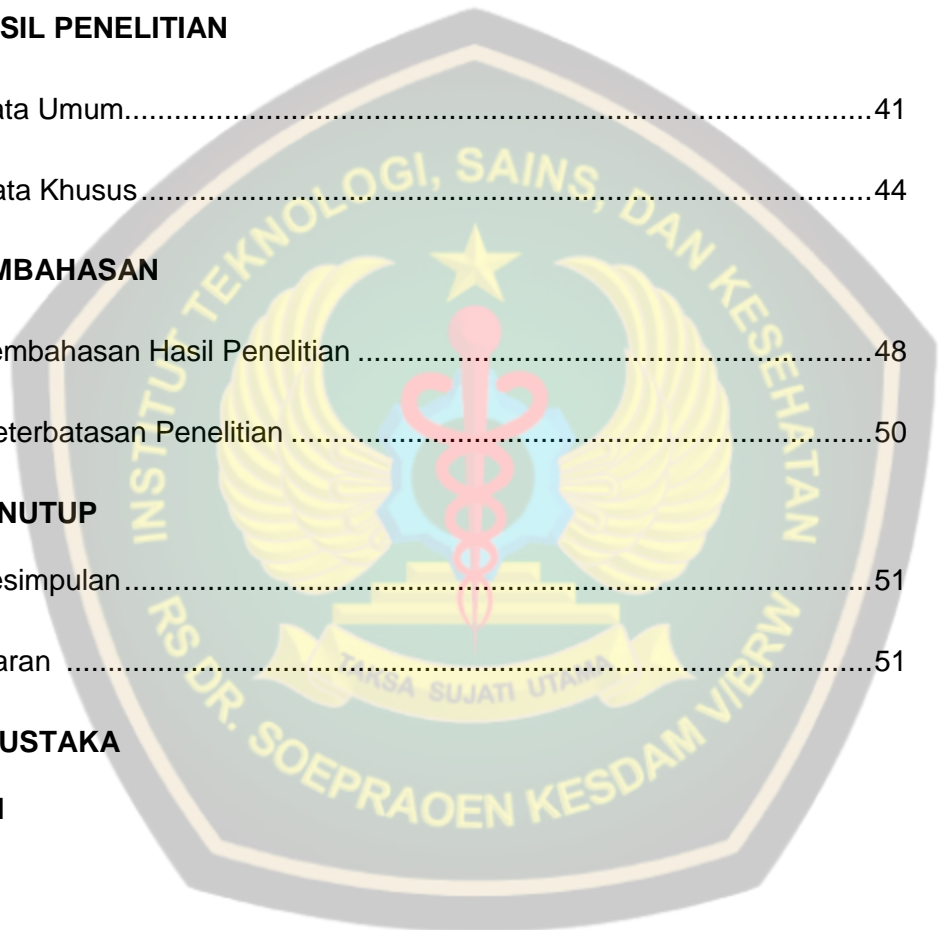 SIL PENELITIAN
ata Umum........................................................................................41
ata Khusus......................................................................................44
MBAHASAN
embahasan Hasil Penelitian ..............................................................48
eterbatasan Penelitian ......................................................................50
NUTUP
esimpulan........................................................................................51
aran .................................................................................................51
USTAKA
INSTITUT TEKNOLOGI, SAINS, DAN KESEHATAN
TAKSA SUJATI UTAMA
RS DR. SOEPRAOEN KESDAM V/BRW